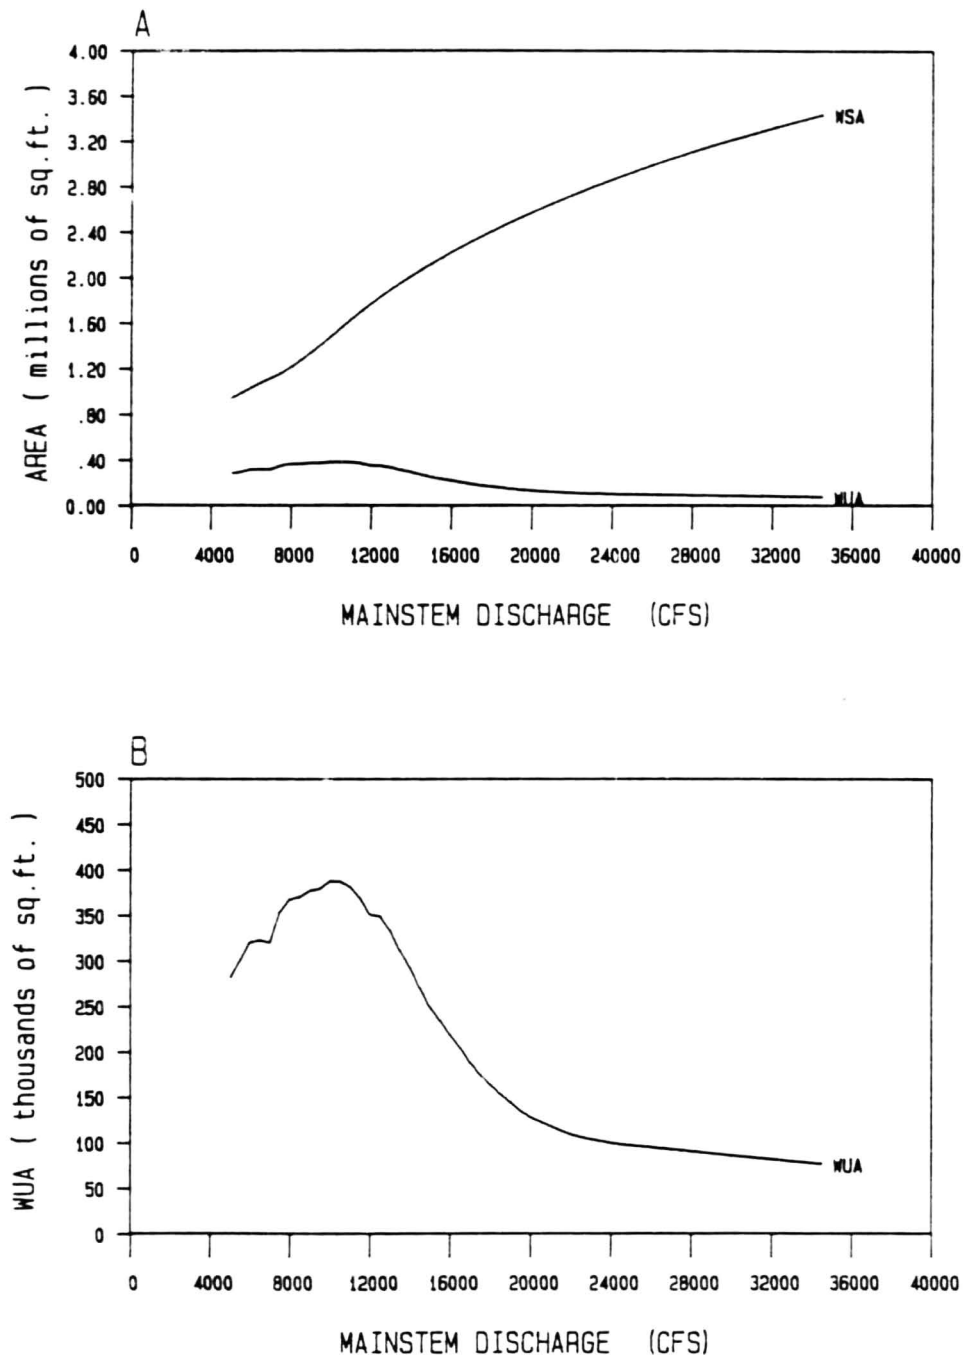 A
4.00
3.60
3.20
2.80
2.40
2.00
1.60
1.20
.80
.40
0.00
AREA ( millions of sq.ft. )
WSA
WUA
0 4000 8000 12000 16000 20000 24000 28000 32000 36000 40000
MAINSTEM DISCHARGE (CFS)
B
500
450
400
350
300
250
200
150
100
50
0
WUA ( thousands of sq.ft. )
WUA
0 4000 8000 12000 16000 20000 24000 28000 32000 36000 40000
MAINSTEM DISCHARGE (CFS)